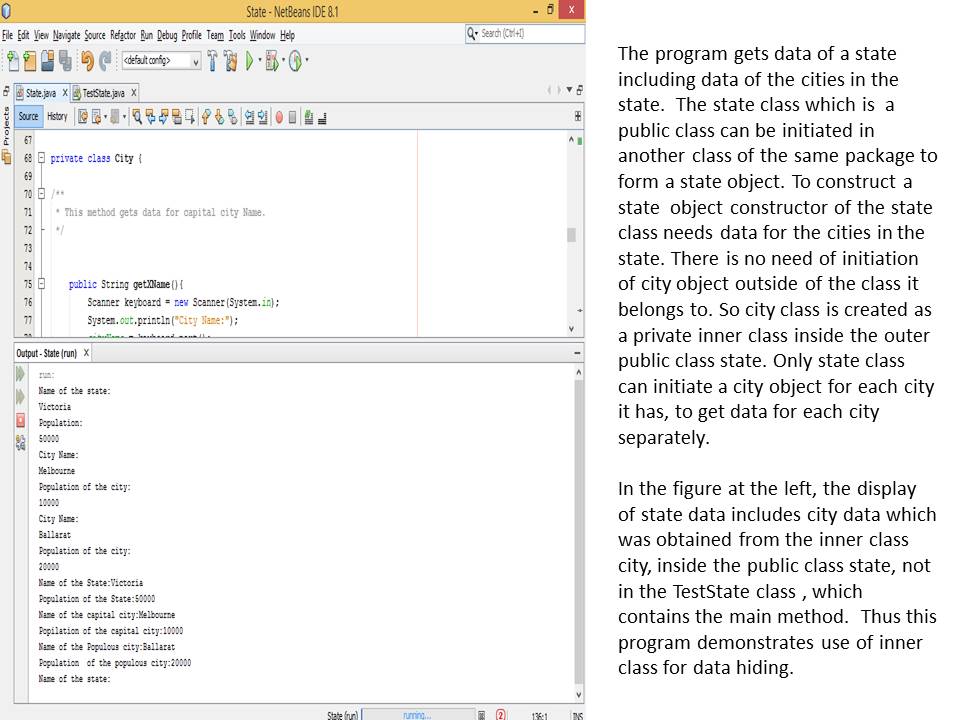 State - NetBeans IDE 8.1
File Edit View Navigate Source Refactor Run Debug Profile Team Tools Window Help
Search (Ctrl+I)
<default config>
State.java X TestState.java X
Projects
Source History
67
68 private class City {
69
70 /**
71 * This method gets data for capital city Name.
72 */
73
74
75 public String getXName(){
76 Scanner keyboard = new Scanner(System.in);
77 System.out.println("City Name:");
Output - State (run) X
run:
Name of the state:
Victoria
Population:
50000
City Name:
Melbourne
Population of the city:
10000
City Name:
Ballarat
Population of the city:
20000
Name of the State:Victoria
Population of the State:50000
Name of the capital city:Melbourne
Popilation of the capital city:10000
Name of the Populous city:Ballarat
Population of the populous city:20000
Name of the state:
State (run) running... 2 136:1 INS
The program gets data of a state
including data of the cities in the
state. The state class which is a
public class can be initiated in
another class of the same package to
form a state object. To construct a
state object constructor of the state
class needs data for the cities in the
state. There is no need of initiation
of city object outside of the class it
belongs to. So city class is created as
a private inner class inside the outer
public class state. Only state class
can initiate a city object for each city
it has, to get data for each city
separately.
In the figure at the left, the display
of state data includes city data which
was obtained from the inner class
city, inside the public class state, not
in the TestState class , which
contains the main method. Thus this
program demonstrates use of inner
class for data hiding.